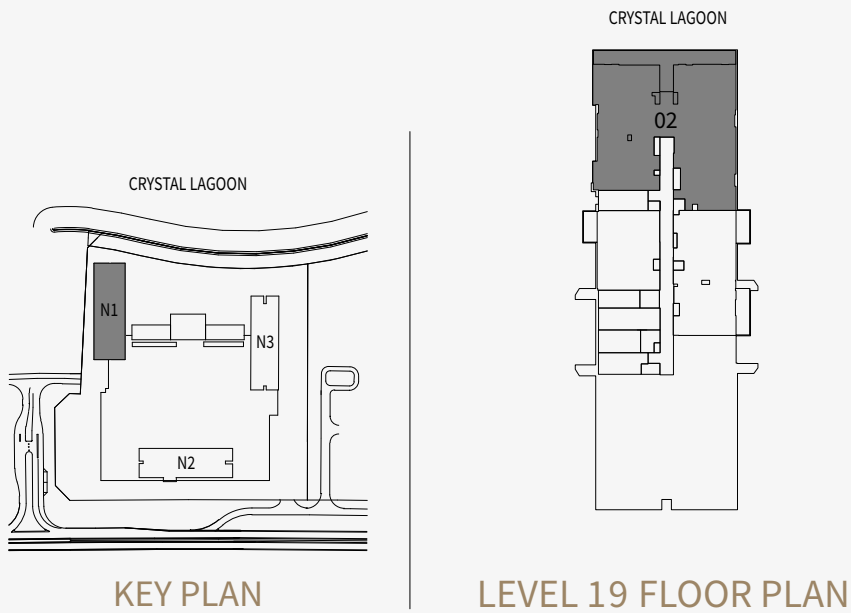 CRYSTAL LAGOON
N1
N3
N2
KEY PLAN
CRYSTAL LAGOON
02
LEVEL 19 FLOOR PLAN